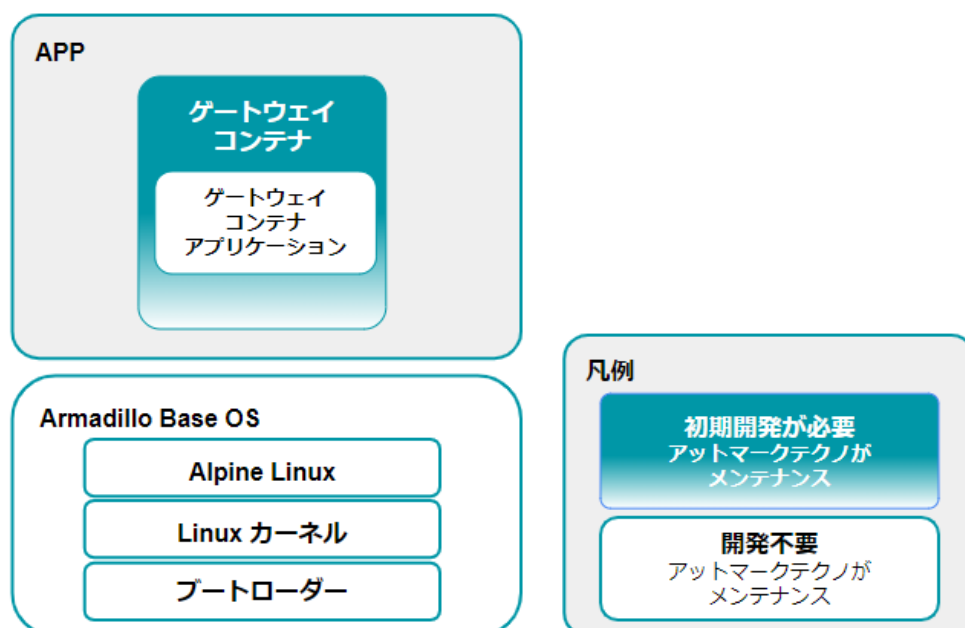 APP
ゲートウェイ
コンテナ
ゲートウェイ
コンテナ
アプリケーション
Armadillo Base OS
Alpine Linux
Linux カーネル
ブートローダー
凡例
初期開発が必要
アットマークテクノが
メンテナンス
開発不要
アットマークテクノが
メンテナンス